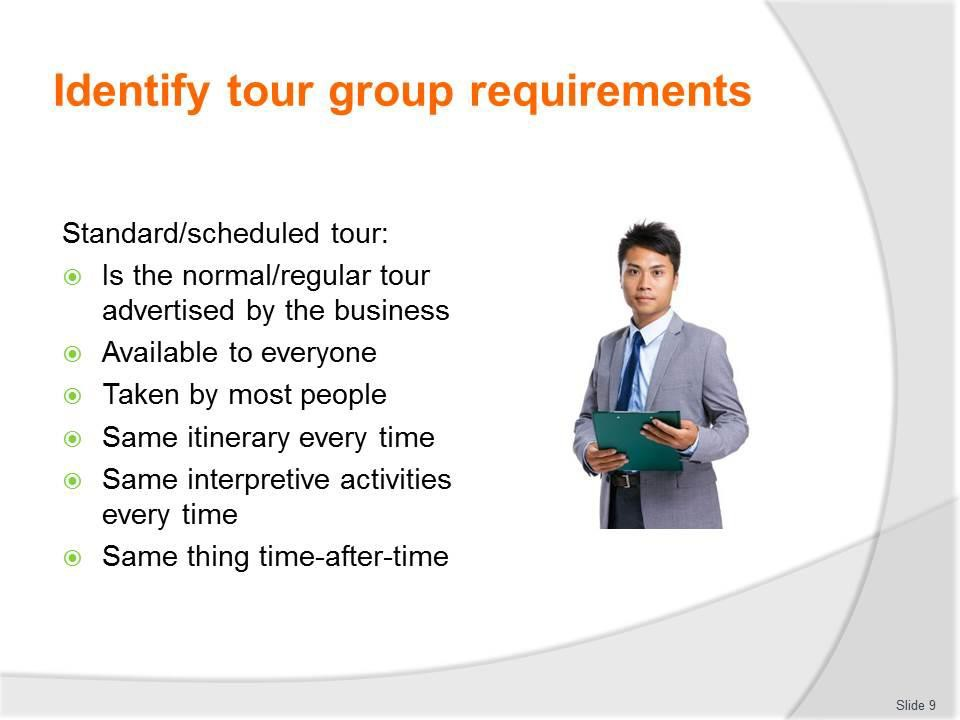 Identify tour group requirements
Standard/scheduled tour:
Is the normal/regular tour
advertised by the business
Available to everyone
Taken by most people
Same itinerary every time
Same interpretive activities
every time
Same thing time-after-time
Slide 9